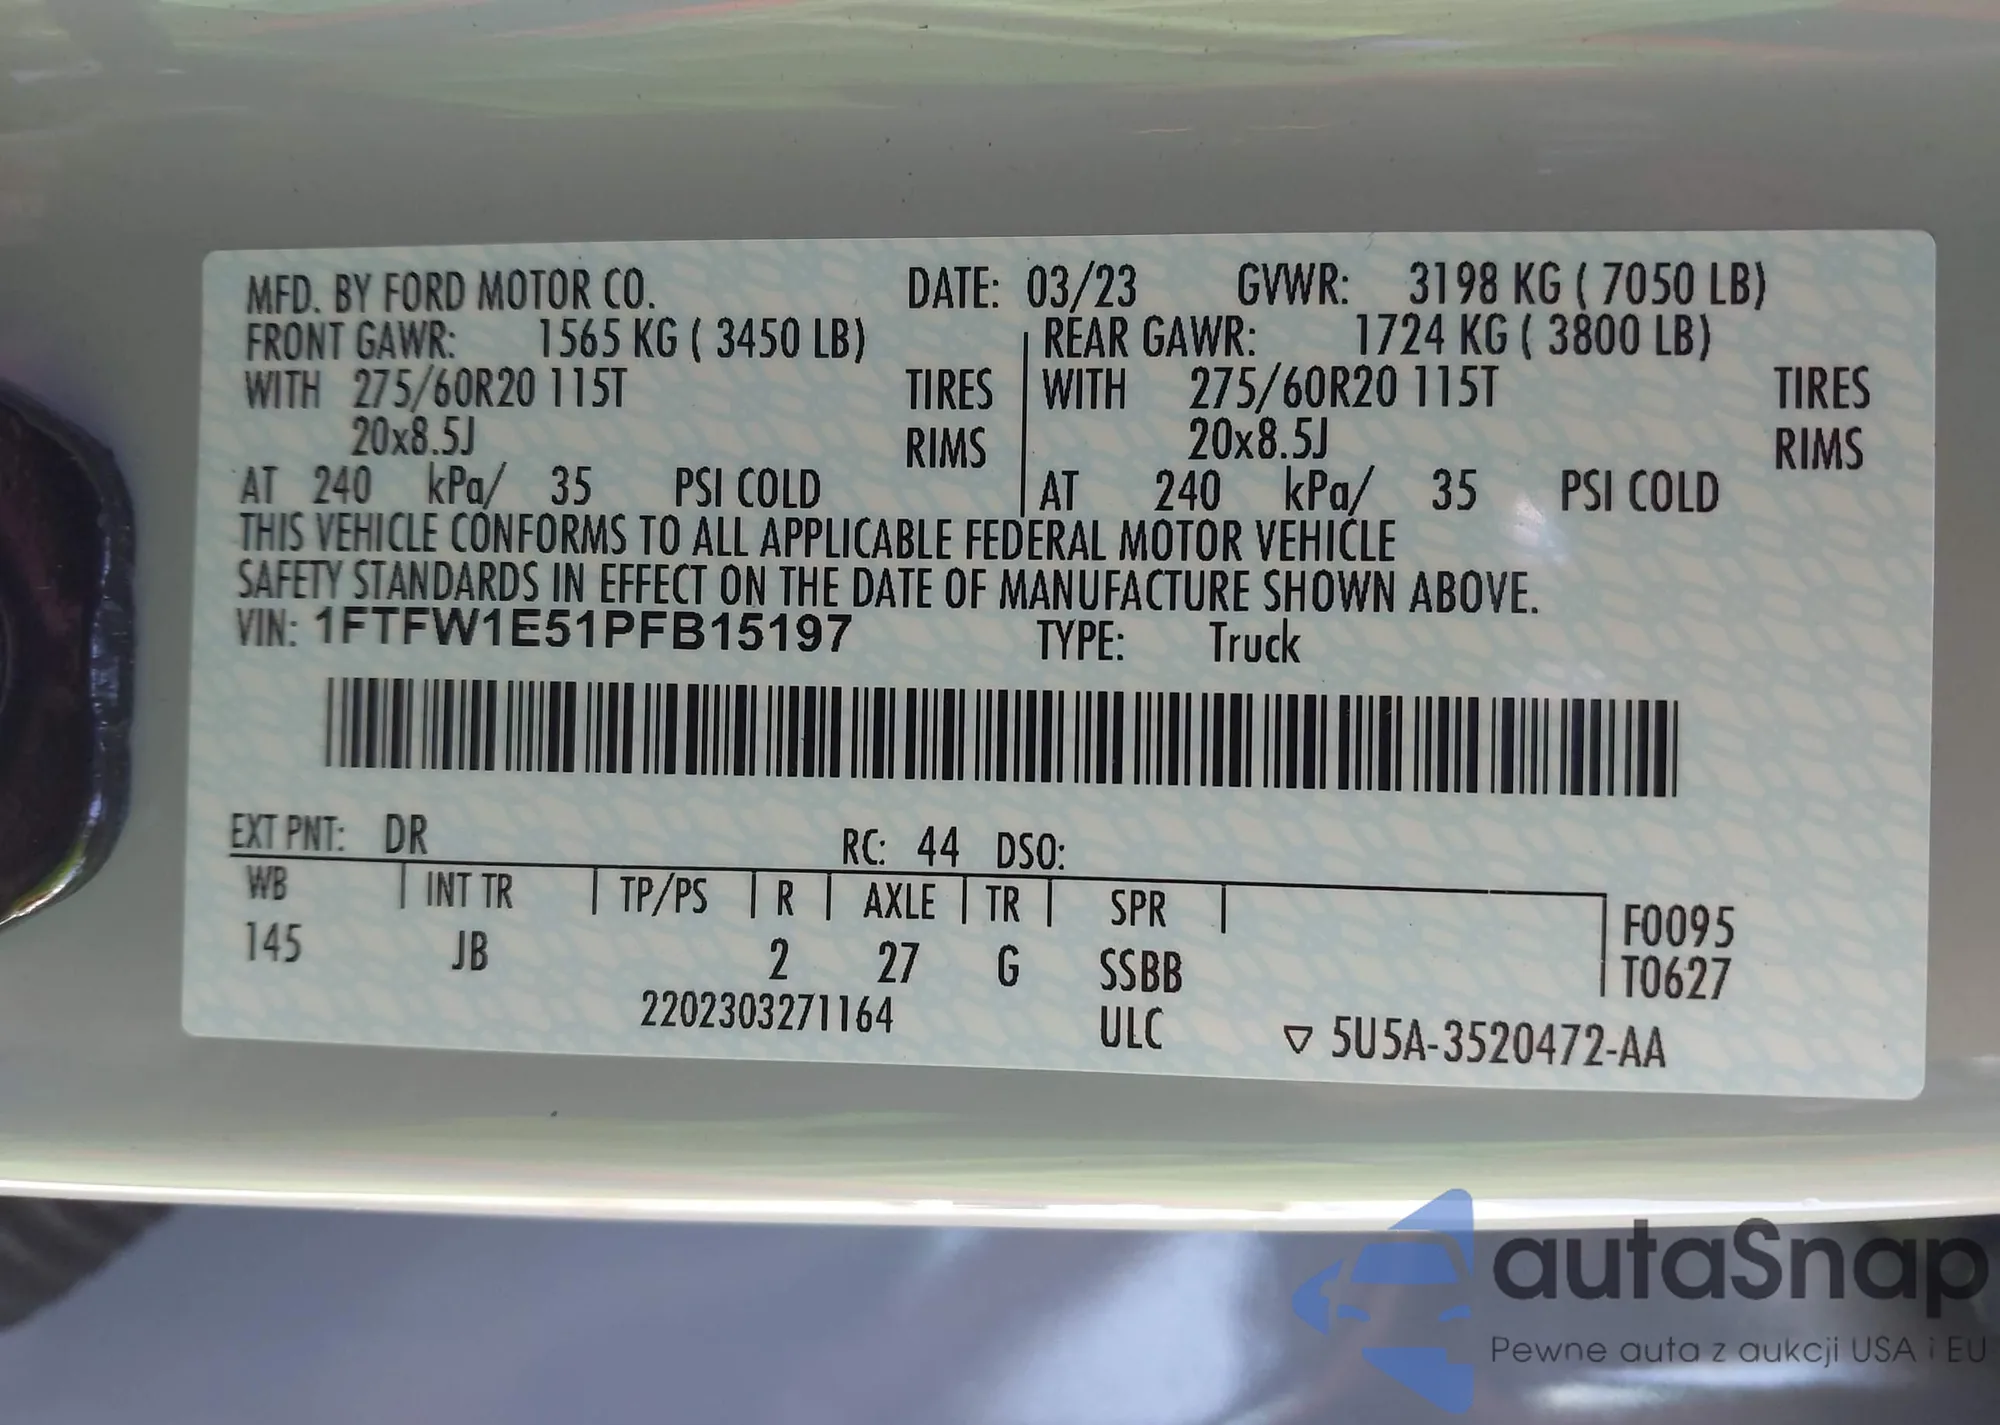 MFD. BY FORD MOTOR CO. DATE: 03/23 GVWR: 3198 KG ( 7050 LB)
FRONT GAWR: 1565 KG ( 3450 LB) REAR GAWR: 1724 KG ( 3800 LB)
WITH 275/60R20 115T TIRES WITH 275/60R20 115T TIRES
20x8.5J RIMS 20x8.5J RIMS
AT 240 kPa/ 35 PSI COLD AT 240 kPa/ 35 PSI COLD
THIS VEHICLE CONFORMS TO ALL APPLICABLE FEDERAL MOTOR VEHICLE
SAFETY STANDARDS IN EFFECT ON THE DATE OF MANUFACTURE SHOWN ABOVE.
VIN: 1FTFW1E51PFB15197 TYPE: Truck
EXT PNT: DR RC: 44 DSO:
WB INT TR TP/PS R AXLE TR SPR F0095
145 JB 2 27 G SSBB T0627
2202303271164 ULC ▽ 5U5A-3520472-AA
autaSnap
Pewne auta z aukcji USA i EU